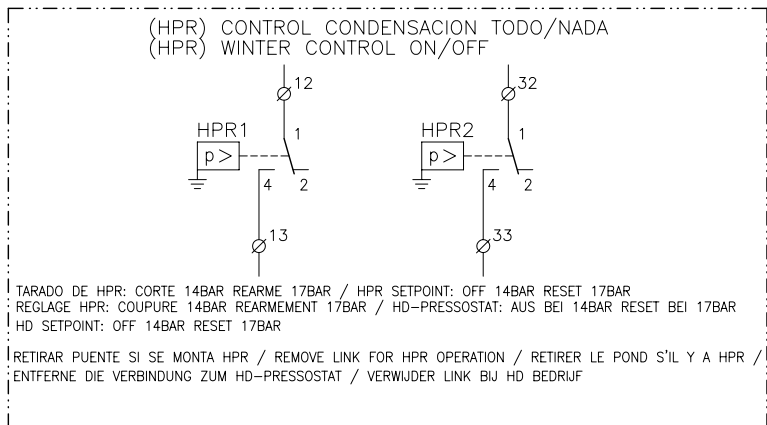 (HPR) CONTROL CONDENSACION TODO/NADA
(HPR) WINTER CONTROL ON/OFF
12
32
HPR1
1
HPR2
1
p>
p>
4
2
4
2
13
33
TARADO DE HPR: CORTE 14BAR REARME 17BAR / HPR SETPOINT: OFF 14BAR RESET 17BAR
REGLAGE HPR: COUPURE 14BAR REARMEMENT 17BAR / HD-PRESSOSTAT: AUS BEI 14BAR RESET BEI 17BAR
HD SETPOINT: OFF 14BAR RESET 17BAR
RETIRAR PUENTE SI SE MONTA HPR / REMOVE LINK FOR HPR OPERATION / RETIRER LE POND S'IL Y A HPR /
ENTFERNE DIE VERBINDUNG ZUM HD-PRESSOSTAT / VERWIJDER LINK BIJ HD BEDRIJF